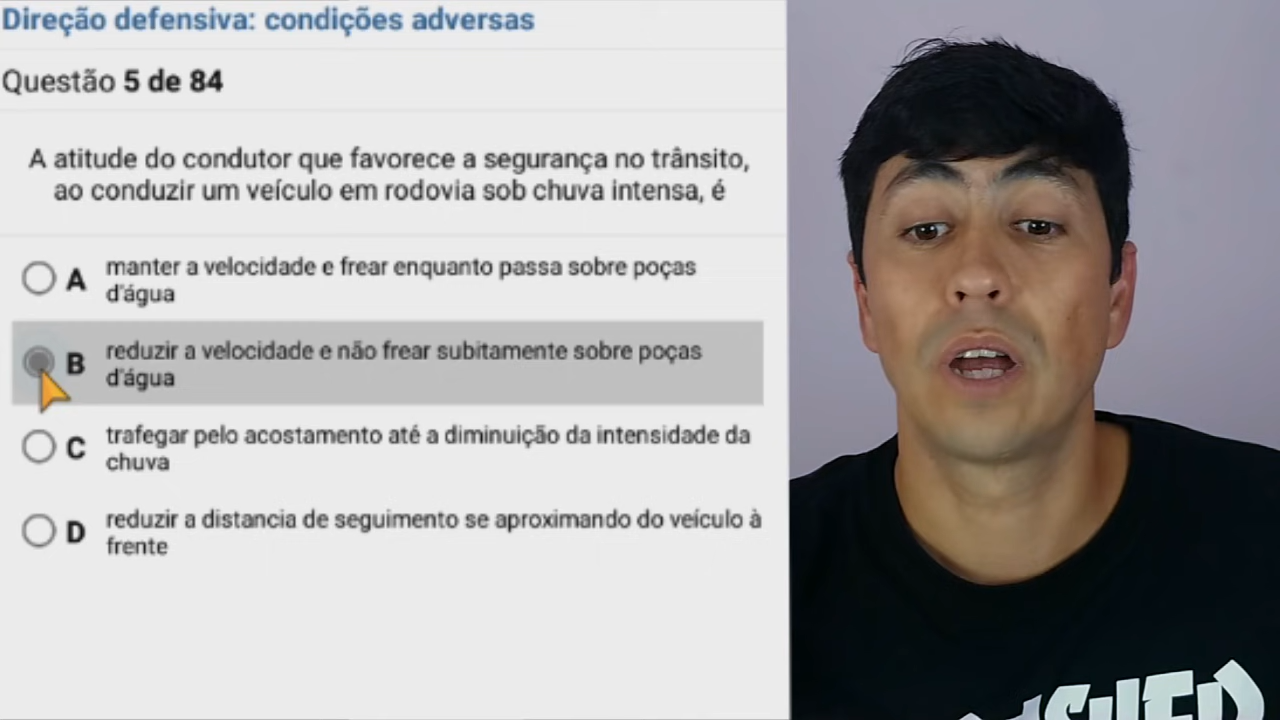 Direção defensiva: condições adversas
Questão 5 de 84
A atitude do condutor que favorece a segurança no trânsito,
ao conduzir um veículo em rodovia sob chuva intensa, é
A manter a velocidade e frear enquanto passa sobre poças
d'água
B reduzir a velocidade e não frear subitamente sobre poças
d'água
C trafegar pelo acostamento até a diminuição da intensidade da
chuva
D reduzir a distancia de seguimento se aproximando do veículo à
frente